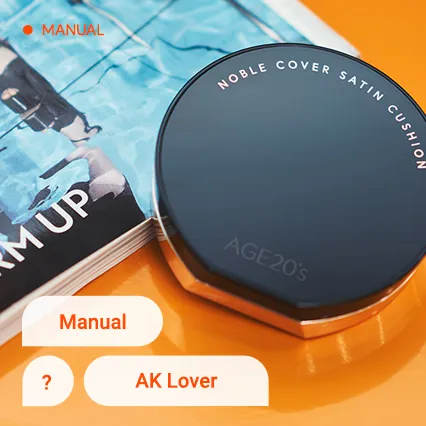 MANUAL
NOBLE COVER SATIN CUSHION
AGE20's
RM UP
Manual
?
AK Lover